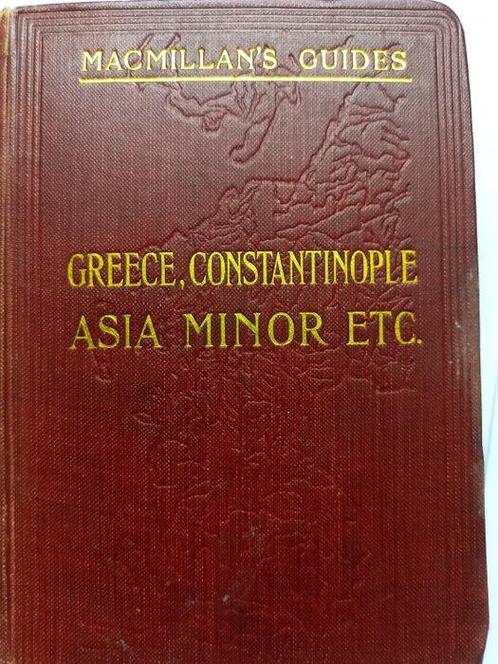 MACMILLAN'S GUIDES
GREECE, CONSTANTINOPLE
ASIA MINOR ETC.